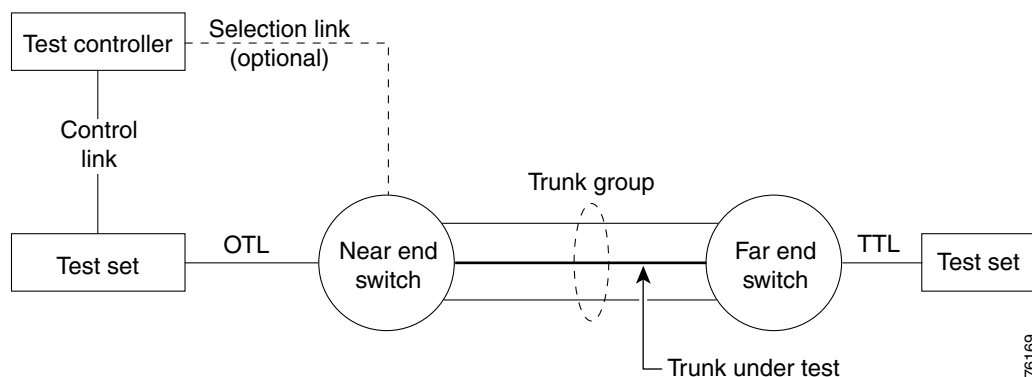 Test controller
Selection link
(optional)
Control
link
Trunk group
Test set
OTL
Near end
switch
Far end
switch
TTL
Test set
Trunk under test
76169